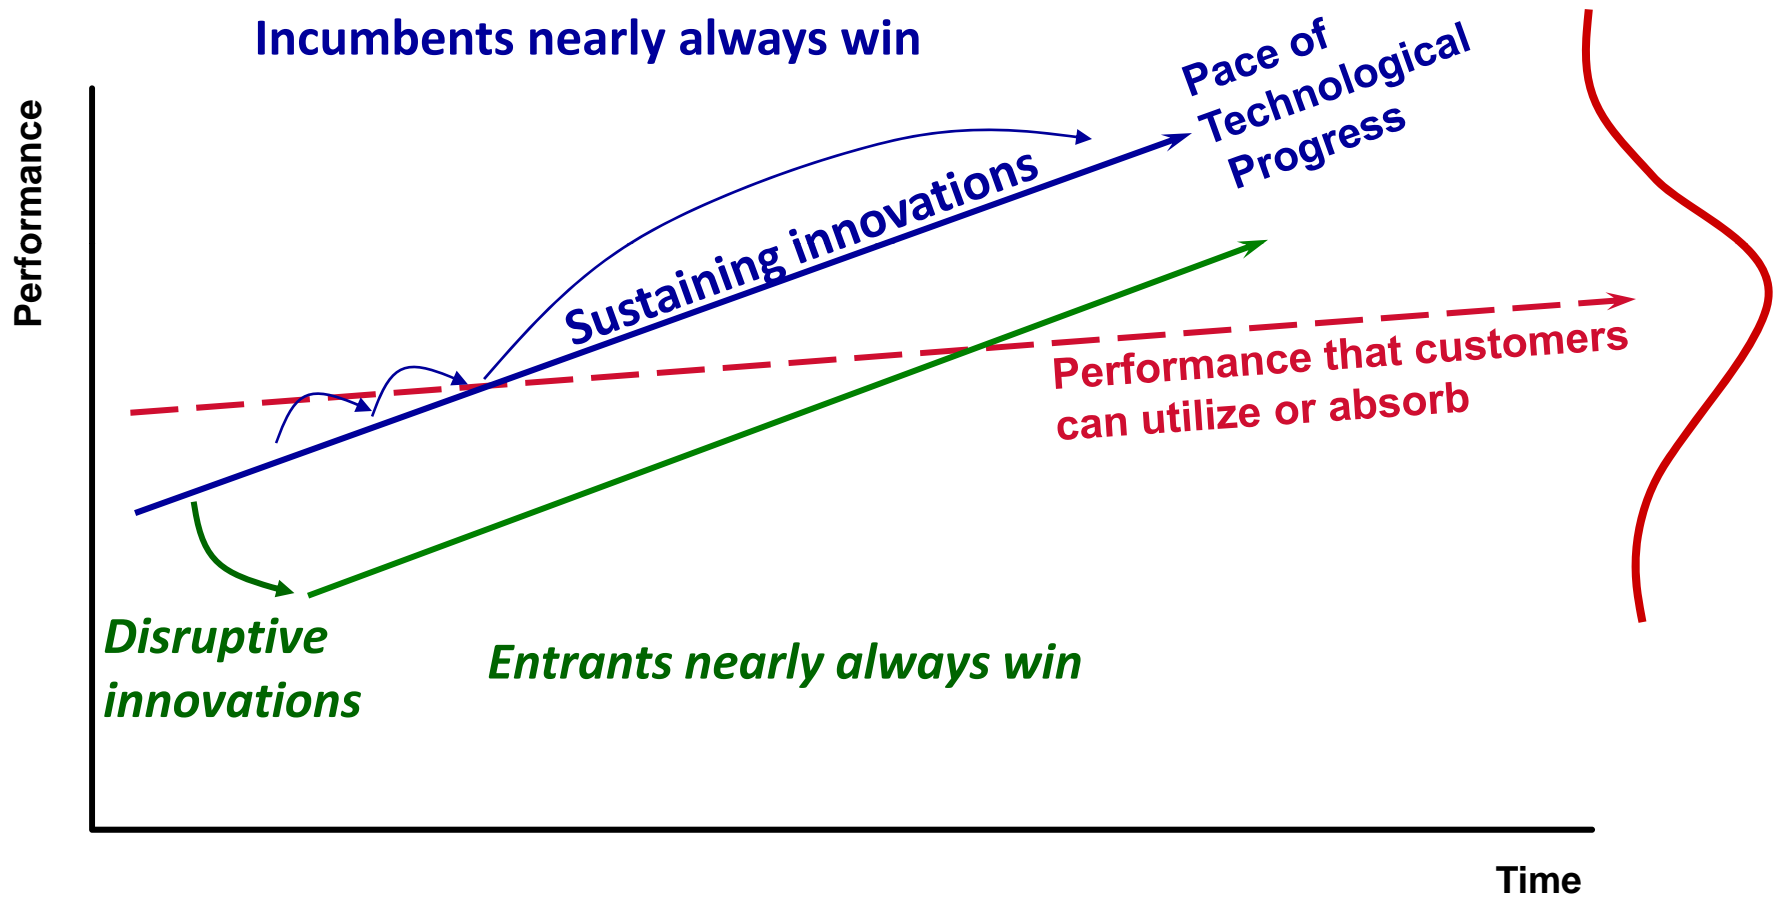 Incumbents nearly always win
Pace of
Technological
Progress
Performance
Sustaining innovations
Performance that customers
can utilize or absorb
Disruptive
innovations
Entrants nearly always win
Time